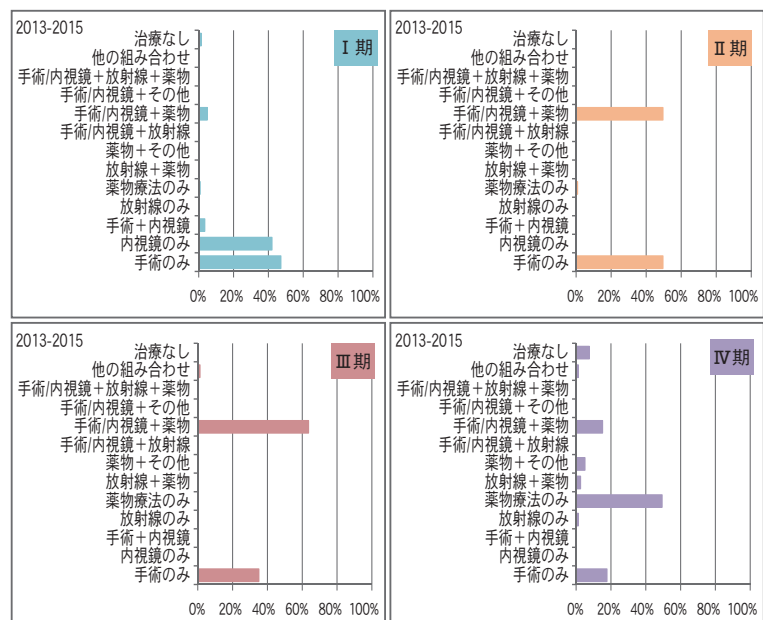 2013-2015
Ⅰ期
治療なし
他の組み合わせ
手術/内視鏡+放射線+薬物
手術/内視鏡+その他
手術/内視鏡+薬物
手術/内視鏡+放射線
薬物+その他
放射線+薬物
薬物療法のみ
放射線のみ
手術+内視鏡
内視鏡のみ
手術のみ
0% 20% 40% 60% 80% 100%
2013-2015
Ⅱ期
治療なし
他の組み合わせ
手術/内視鏡+放射線+薬物
手術/内視鏡+その他
手術/内視鏡+薬物
手術/内視鏡+放射線
薬物+その他
放射線+薬物
薬物療法のみ
放射線のみ
手術+内視鏡
内視鏡のみ
手術のみ
0% 20% 40% 60% 80% 100%
2013-2015
Ⅲ期
治療なし
他の組み合わせ
手術/内視鏡+放射線+薬物
手術/内視鏡+その他
手術/内視鏡+薬物
手術/内視鏡+放射線
薬物+その他
放射線+薬物
薬物療法のみ
放射線のみ
手術+内視鏡
内視鏡のみ
手術のみ
0% 20% 40% 60% 80% 100%
2013-2015
Ⅳ期
治療なし
他の組み合わせ
手術/内視鏡+放射線+薬物
手術/内視鏡+その他
手術/内視鏡+薬物
手術/内視鏡+放射線
薬物+その他
放射線+薬物
薬物療法のみ
放射線のみ
手術+内視鏡
内視鏡のみ
手術のみ
0% 20% 40% 60% 80% 100%